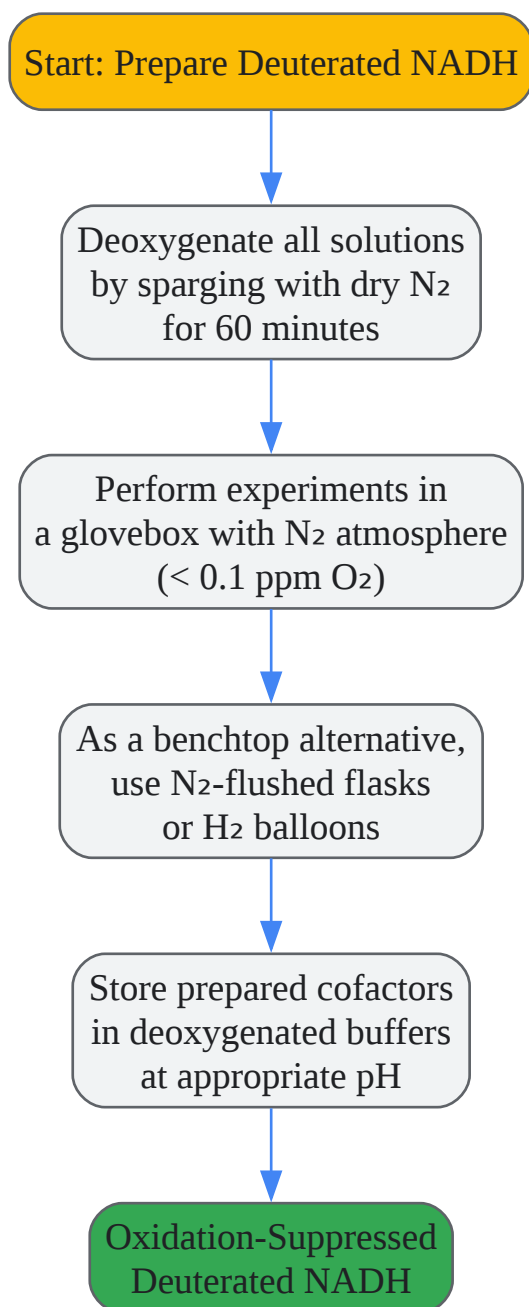 Start: Prepare Deuterated NADH
Deoxygenate all solutions
by sparging with dry N₂
for 60 minutes
Perform experiments in
a glovebox with N₂ atmosphere
(< 0.1 ppm O₂)
As a benchtop alternative,
use N₂-flushed flasks
or H₂ balloons
Store prepared cofactors
in deoxygenated buffers
at appropriate pH
Oxidation-Suppressed
Deuterated NADH